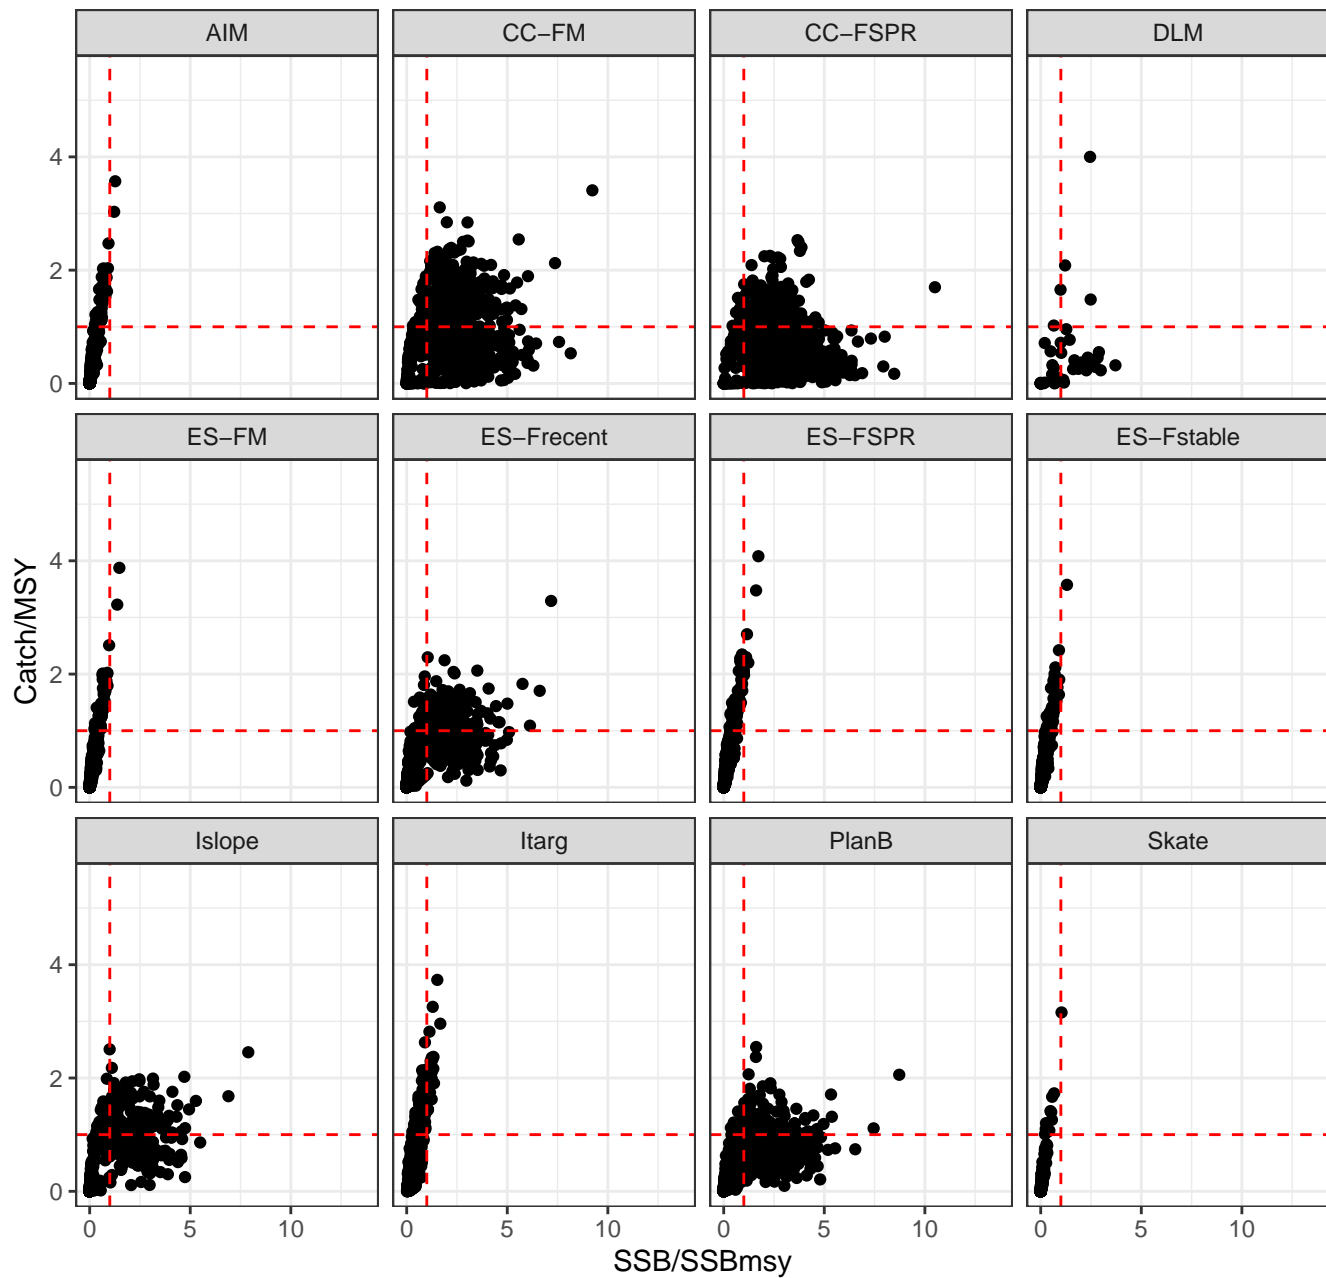 AIM CC−FM CC−FSPR DLM
4
2
0
ES−FM ES−Frecent ES−FSPR ES−Fstable
4
2
0
Catch/MSY
Islope Itarg PlanB Skate
4
2
0
0 5 10 0 5 10 0 5 10 0 5 10
SSB/SSBmsy